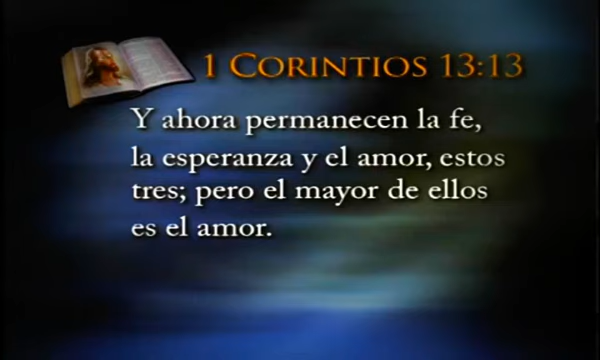 1 CORINTIOS 13:13
Y ahora permanecen la fe,
la esperanza y el amor, estos
tres; pero el mayor de ellos
es el amor.